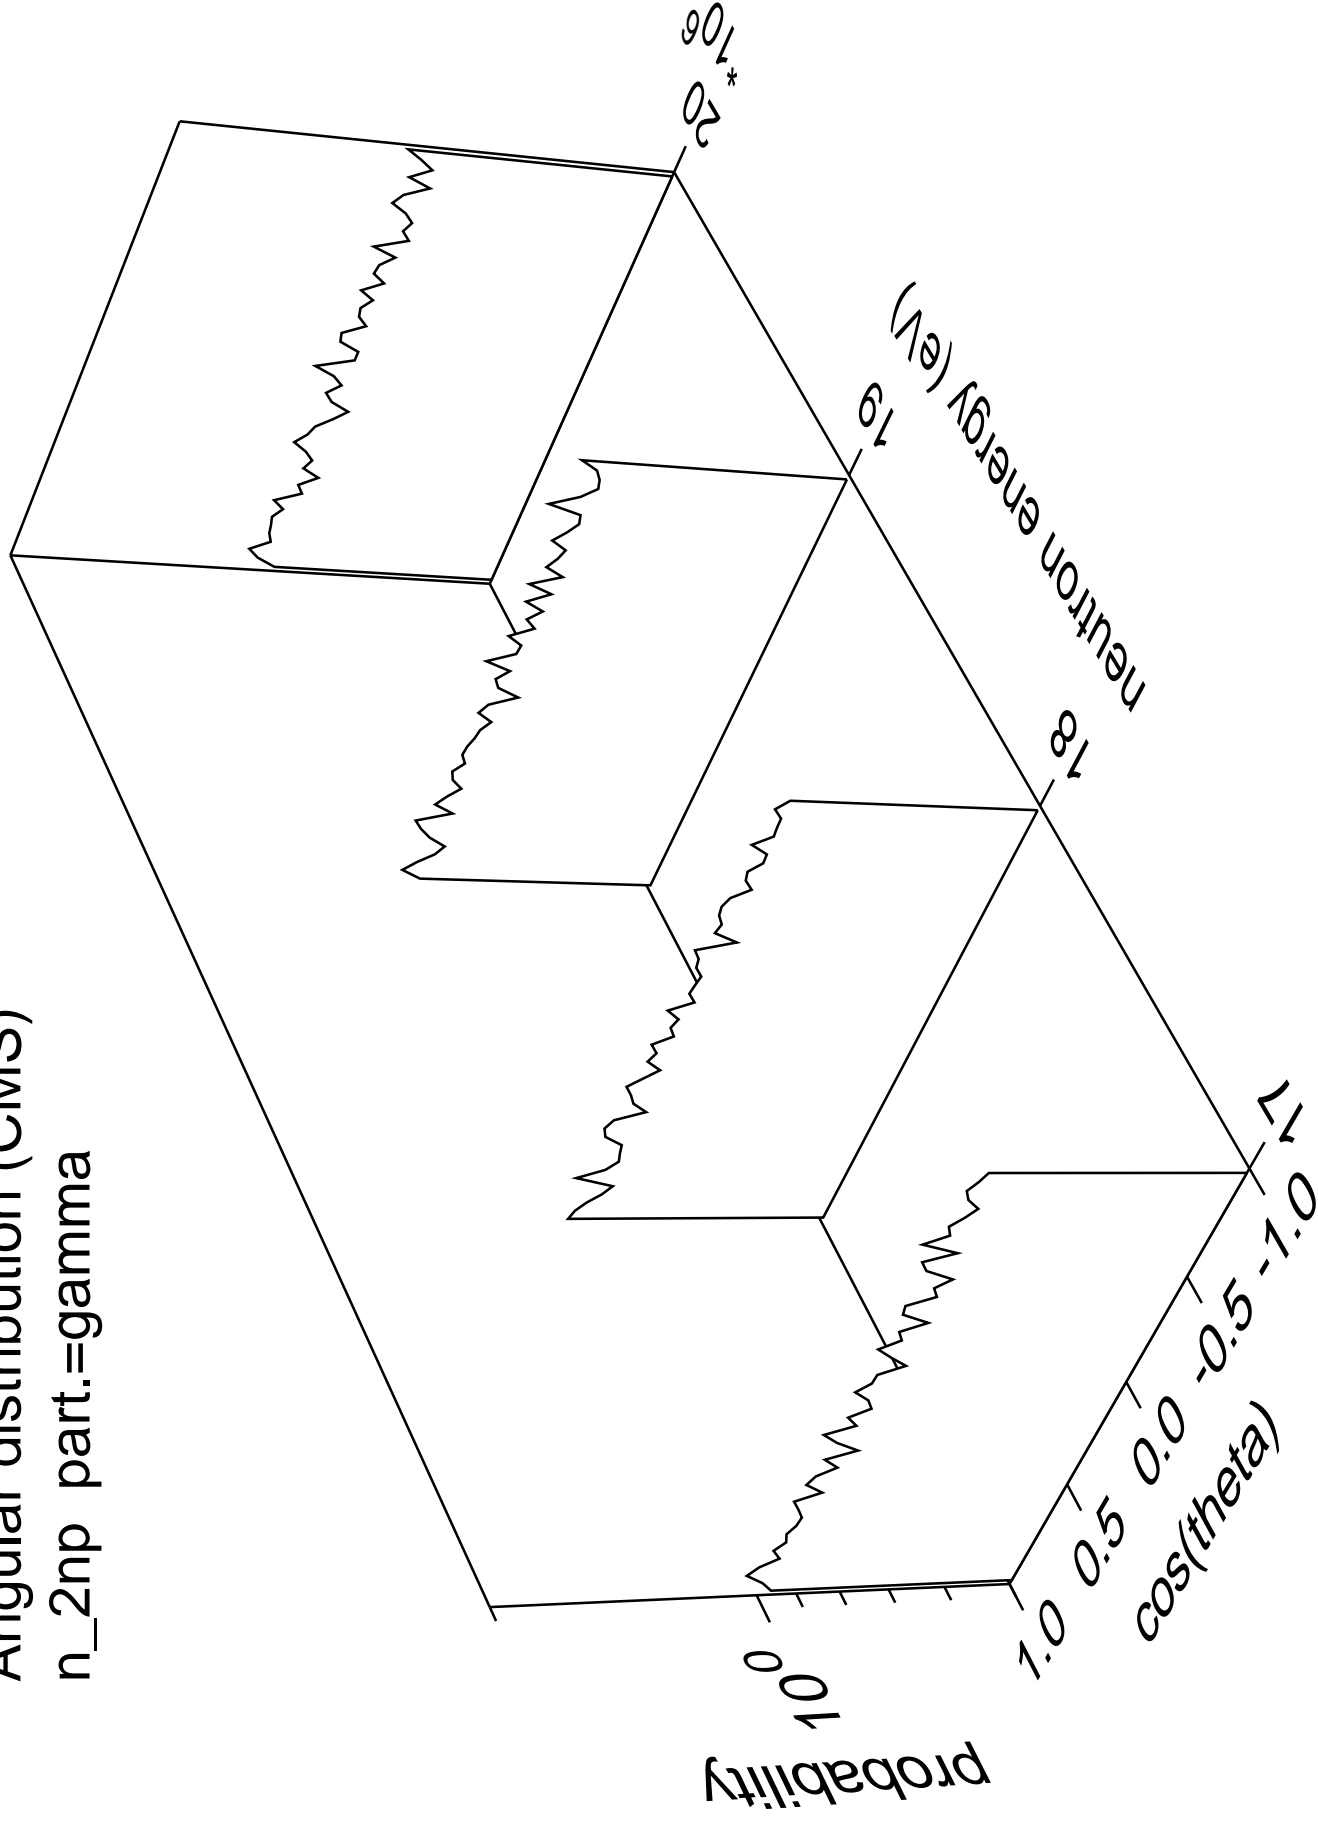 Angular distribution (CMS)
n_2np part.=gamma
probability
10 0
1.0
0.5
0.0
-0.5
-1.0
cos(theta)
17
18
19
20
*10 6
neutron energy (eV)